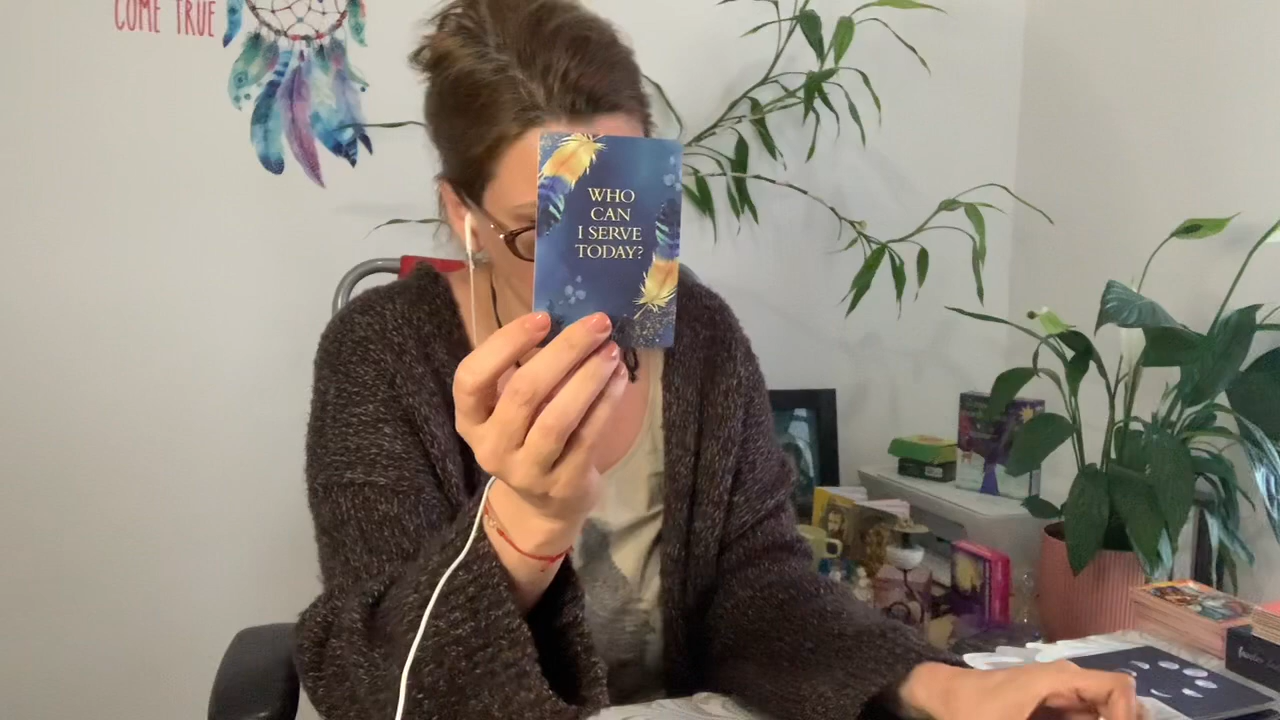 COME TRUE
WHO
CAN
I SERVE
TODAY?